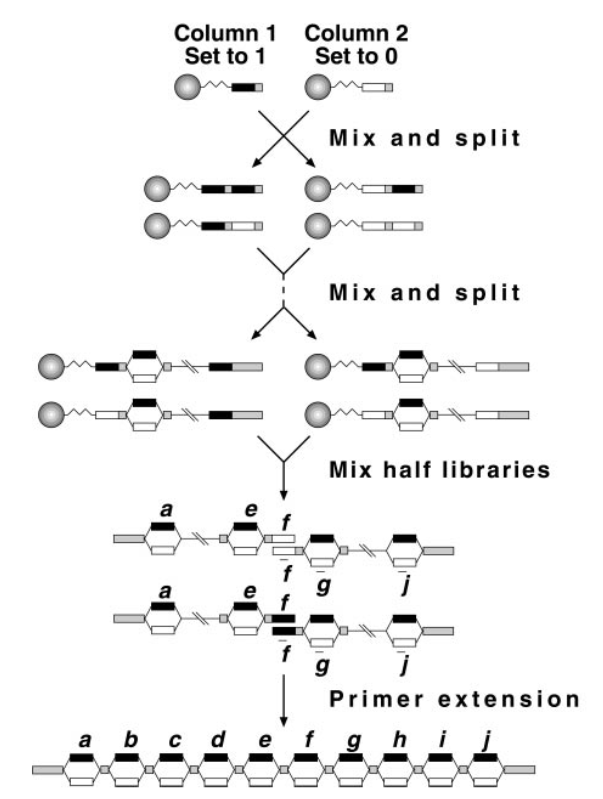 Column 1 Column 2
Set to 1 Set to 0
Mix and split
Mix and split
Mix half libraries
a e f
f g j
a e f
f g j
Primer extension
a b c d e f g h i j